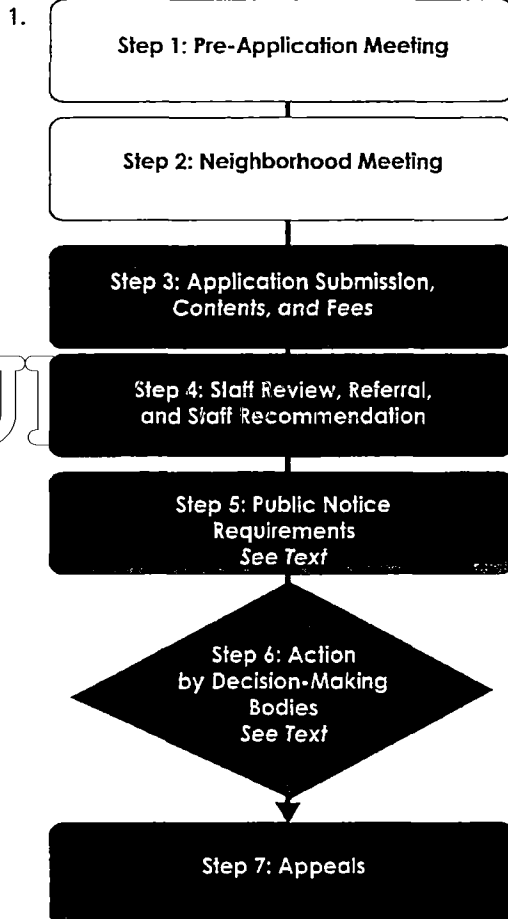 1.
Step 1: Pre-Application Meeting
Step 2: Neighborhood Meeting
Step 3: Application Submission,
Contents, and Fees
Step 4: Staff Review, Referral,
and Staff Recommendation
Step 5: Public Notice
Requirements
See Text
Step 6: Action
by Decision-Making
Bodies
See Text
Step 7: Appeals